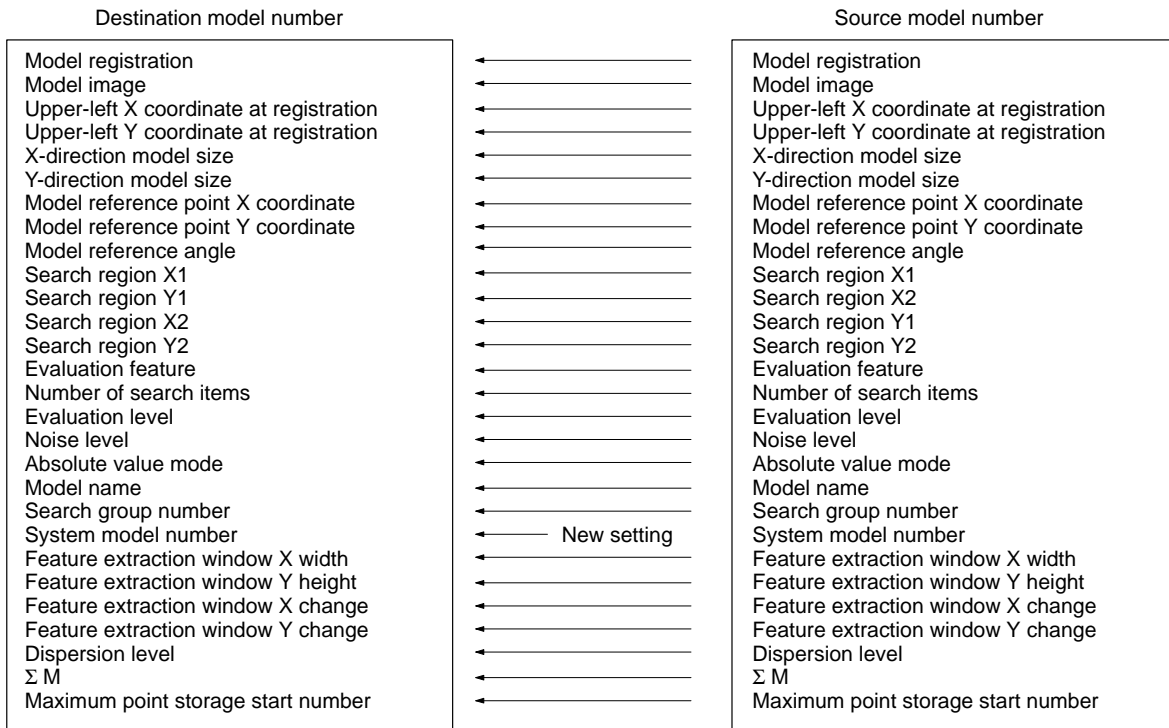 Destination model number
Source model number
Model registration
Model registration
Model image
Model image
Upper-left X coordinate at registration
Upper-left X coordinate at registration
Upper-left Y coordinate at registration
Upper-left Y coordinate at registration
X-direction model size
X-direction model size
Y-direction model size
Y-direction model size
Model reference point X coordinate
Model reference point X coordinate
Model reference point Y coordinate
Model reference point Y coordinate
Model reference angle
Model reference angle
Search region X1
Search region X1
Search region Y1
Search region X2
Search region X2
Search region Y1
Search region Y2
Search region Y2
Evaluation feature
Evaluation feature
Number of search items
Number of search items
Evaluation level
Evaluation level
Noise level
Noise level
Absolute value mode
Absolute value mode
Model name
Model name
Search group number
Search group number
System model number
New setting
System model number
Feature extraction window X width
Feature extraction window X width
Feature extraction window Y height
Feature extraction window Y height
Feature extraction window X change
Feature extraction window X change
Feature extraction window Y change
Feature extraction window Y change
Dispersion level
Dispersion level
Σ M
Σ M
Maximum point storage start number
Maximum point storage start number